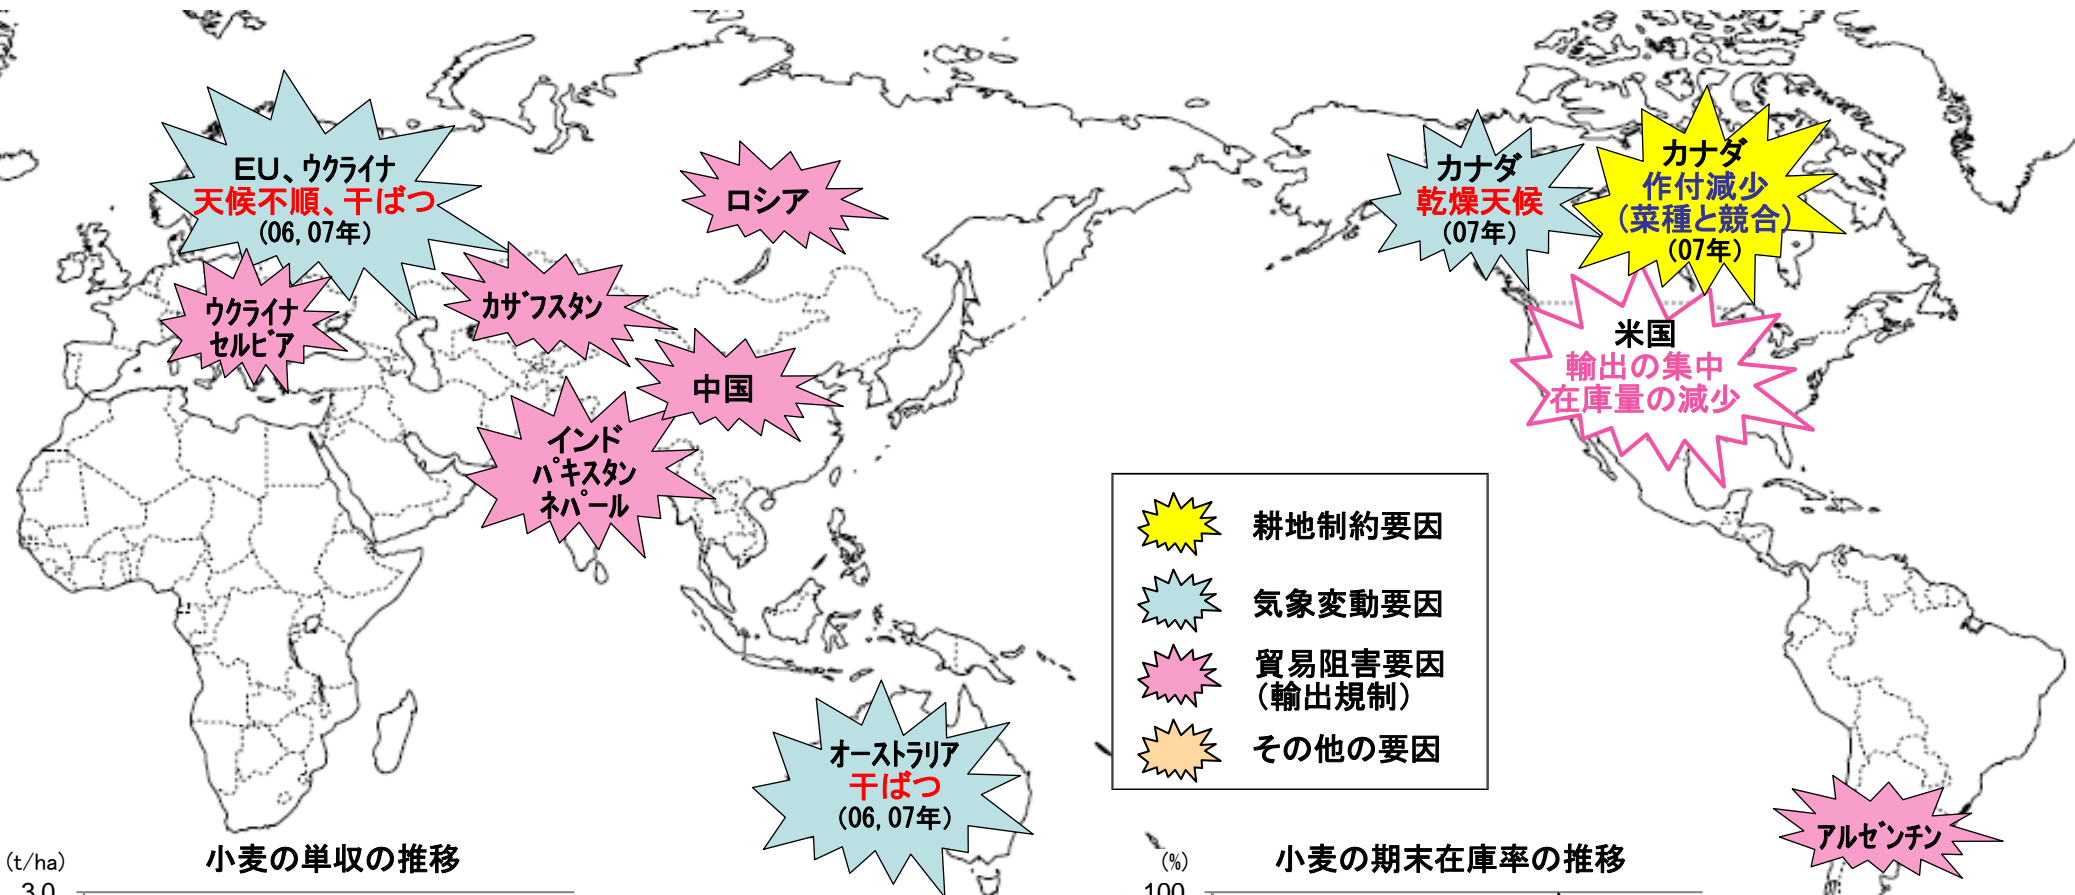 EU、ウクライナ
天候不順、干ばつ
(06,07年)
ロシア
カナダ
乾燥天候
(07年)
カナダ
作付減少
(菜種と競合)
(07年)
ウクライナ
セルビア
カザフスタン
中国
米国
輸出の集中
在庫量の減少
インド
パキスタン
ネパール
耕地制約要因
気象変動要因
貿易阻害要因
(輸出規制)
その他の要因
オーストラリア
干ばつ
(06,07年)
アルゼンチン
(t/ha)
小麦の単収の推移
3.0
(%)
小麦の期末在庫率の推移
100